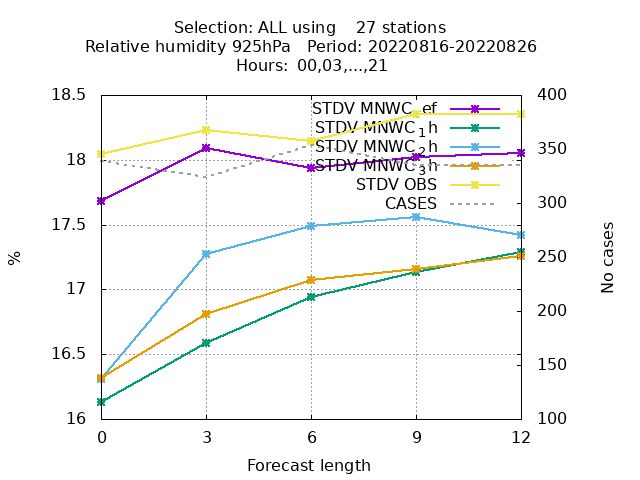 Selection: ALL using    27 stations
Relative humidity 925hPa   Period: 20220816-20220826
Hours: 00,03,...,21
18.5
18
17.5
17
16.5
16
%
400
350
300
250
200
150
100
No cases
STDV MNWC_ef
STDV MNWC_1h
STDV MNWC_2h
STDV MNWC_3h
STDV OBS
CASES
0 3 6 9 12
Forecast length